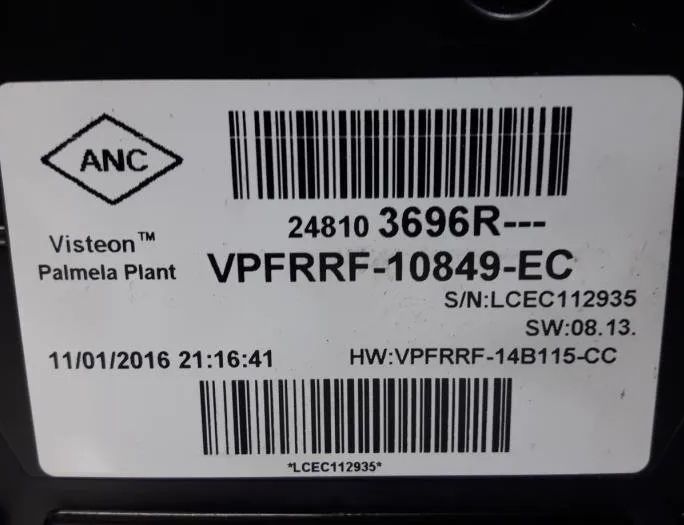 ANC
Visteon™
Palmela Plant
24810 3696R---
VPFRRF-10849-EC
S/N:LCEC112935
SW:08.13.
11/01/2016 21:16:41
HW:VPFRRF-14B115-CC
*LCEC112935*